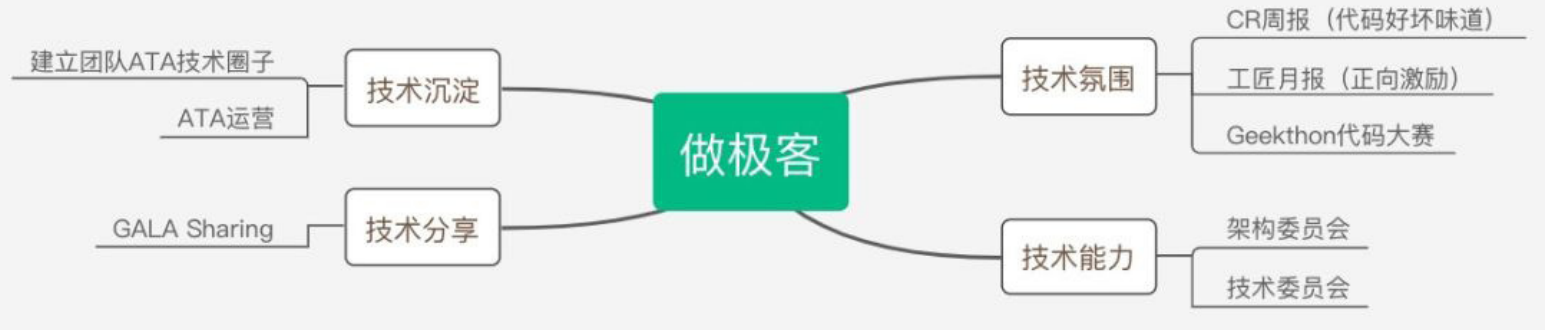 做极客
技术氛围
CR周报（代码好坏味道）
工匠月报（正向激励）
Geekthon代码大赛
技术能力
架构委员会
技术委员会
技术沉淀
建立团队ATA技术圈子
ATA运营
技术分享
GALA Sharing